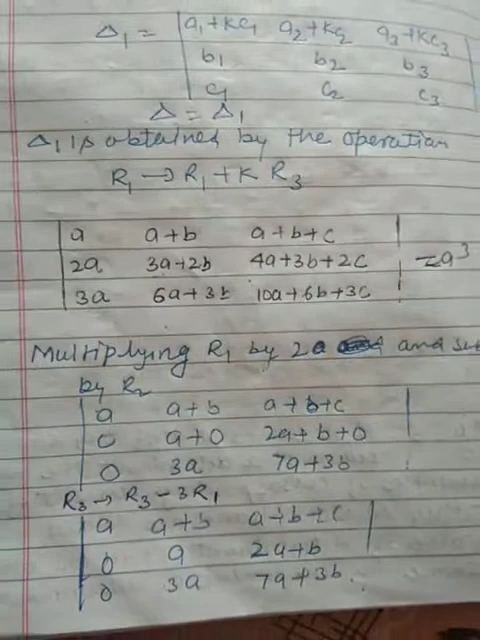 Δ₁ = | a₁+Kc₁ a₂+Kc₂ a₃+Kc₃ |
b₁ b₂ b₃
c₁ c₂ c₃
Δ = Δ₁
Δ₁ is obtained by the operation
R₁ → R₁ + K R₃
| a a+b a+b+c |
| 2a 3a+2b 4a+3b+2c | = a³
| 3a 6a+3b 10a+6b+3c |
Multiplying R₁ by 2 and
by R₂
| a a+b a+b+c |
| 0 a+0 2a+b+0 |
| 0 3a 7a+3b
R₃ → R₃ - 3R₁
| a a+b a+b+c |
| 0 a 2a+b |
| 0 3a 7a+3b.